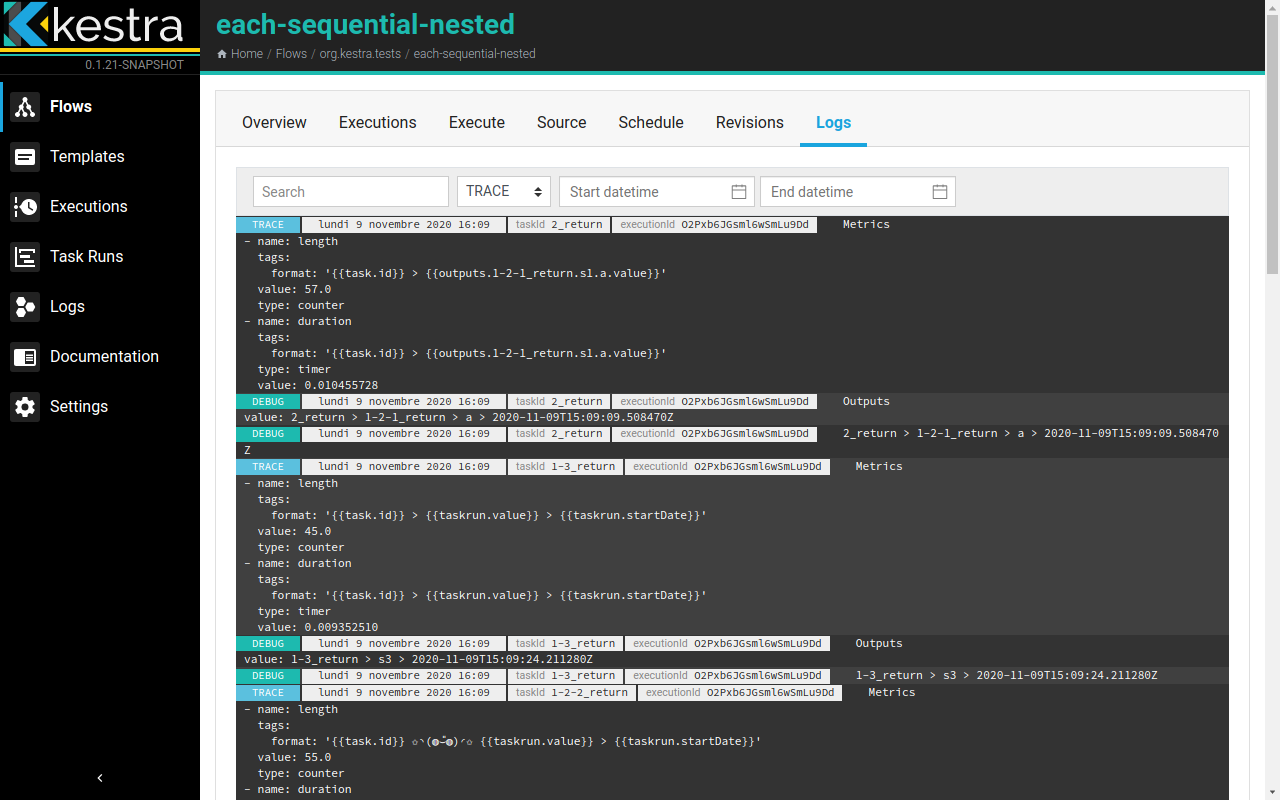 kestra
0.1.21-SNAPSHOT
Flows
Templates
Executions
Task Runs
Logs
Documentation
Settings
each-sequential-nested
Home / Flows / org.kestra.tests / each-sequential-nested
Overview Executions Execute Source Schedule Revisions Logs
Search TRACE Start datetime End datetime
TRACE lundi 9 novembre 2020 16:09 taskId 2_return executionId O2Pxb6JGsml6wSmLu9Dd Metrics
- name: length
tags:
format: '{{task.id}} > {{outputs.1-2-1_return.s1.a.value}}'
value: 57.0
type: counter
- name: duration
tags:
format: '{{task.id}} > {{outputs.1-2-1_return.s1.a.value}}'
type: timer
value: 0.010455728
DEBUG lundi 9 novembre 2020 16:09 taskId 2_return executionId O2Pxb6JGsml6wSmLu9Dd Outputs
value: 2_return > 1-2-1_return > a > 2020-11-09T15:09:09.508470Z
DEBUG lundi 9 novembre 2020 16:09 taskId 2_return executionId O2Pxb6JGsml6wSmLu9Dd 2_return > 1-2-1_return > a > 2020-11-09T15:09:09.508470
Z
TRACE lundi 9 novembre 2020 16:09 taskId 1-3_return executionId O2Pxb6JGsml6wSmLu9Dd Metrics
- name: length
tags:
format: '{{task.id}} > {{taskrun.value}} > {{taskrun.startDate}}'
value: 45.0
type: counter
- name: duration
tags:
format: '{{task.id}} > {{taskrun.value}} > {{taskrun.startDate}}'
type: timer
value: 0.009352510
DEBUG lundi 9 novembre 2020 16:09 taskId 1-3_return executionId O2Pxb6JGsml6wSmLu9Dd Outputs
value: 1-3_return > s3 > 2020-11-09T15:09:24.211280Z
DEBUG lundi 9 novembre 2020 16:09 taskId 1-3_return executionId O2Pxb6JGsml6wSmLu9Dd 1-3_return > s3 > 2020-11-09T15:09:24.211280Z
TRACE lundi 9 novembre 2020 16:09 taskId 1-2-2_return executionId O2Pxb6JGsml6wSmLu9Dd Metrics
- name: length
tags:
format: '{{task.id}} {{taskrun.value}} > {{taskrun.startDate}}'
value: 55.0
type: counter
- name: duration